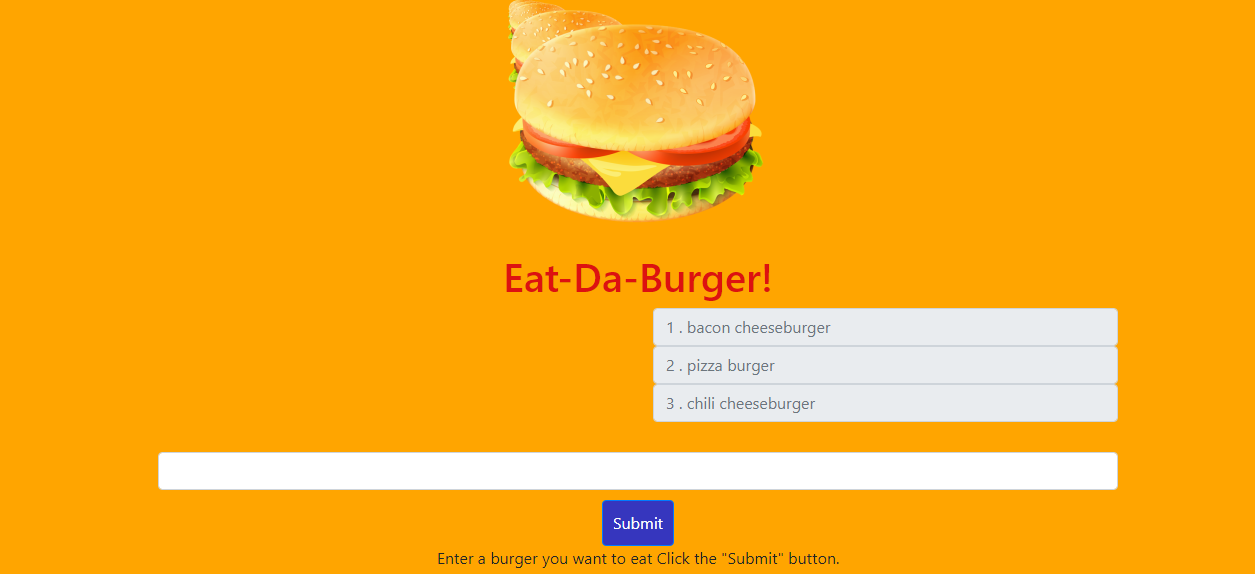 Eat-Da-Burger!
1 . bacon cheeseburger
2 . pizza burger
3 . chili cheeseburger
Submit
Enter a burger you want to eat Click the "Submit" button.